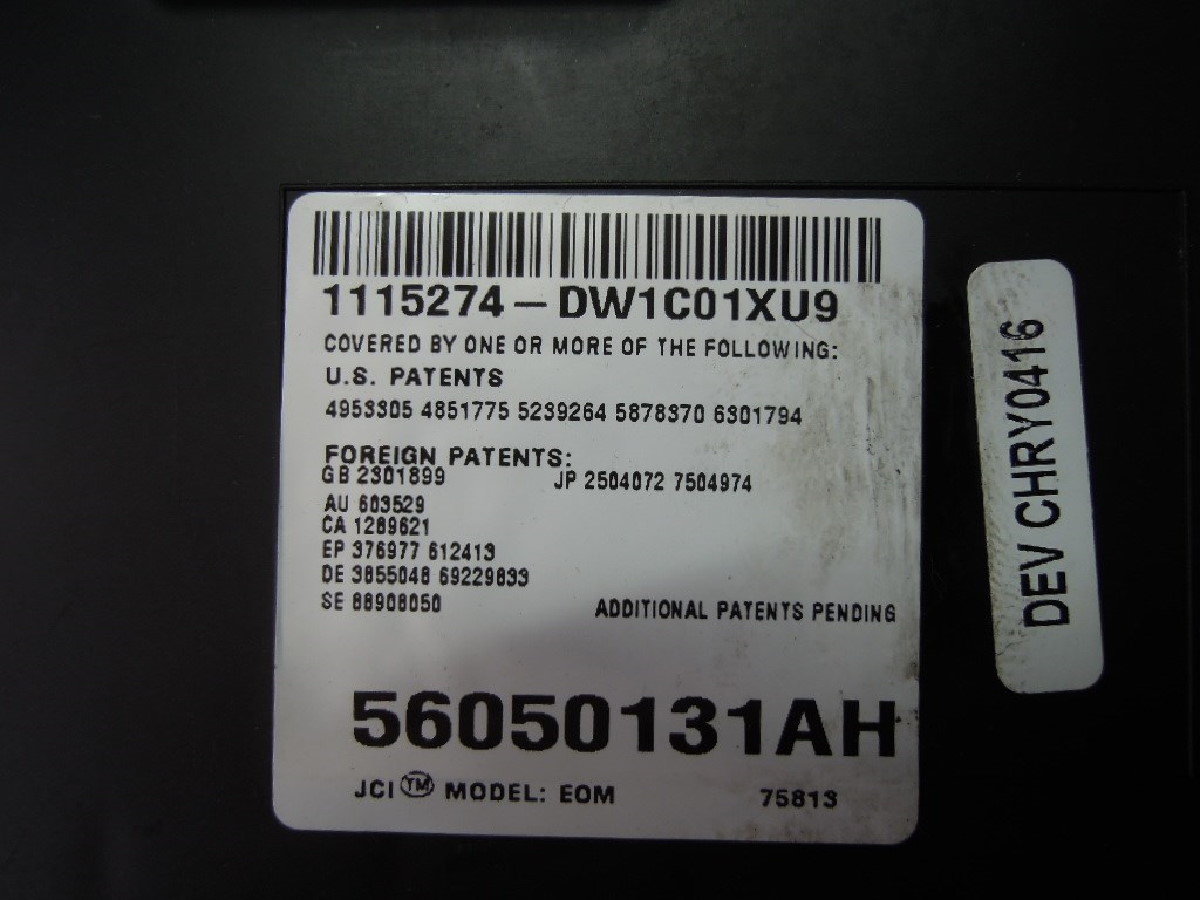 1115274-DW1C01XU9
COVERED BY ONE OR MORE OF THE FOLLOWING:
U.S. PATENTS
4953305 4851775 5239264 5878370 6301794
FOREIGN PATENTS:
GB 2301899 JP 2504072 7504974
AU 603529
CA 1289621
EP 376977 612413
DE 3855048 69229833
SE 88908050
ADDITIONAL PATENTS PENDING
56050131AH
JCI™ MODEL: EOM 75813
DEV CHRY0416